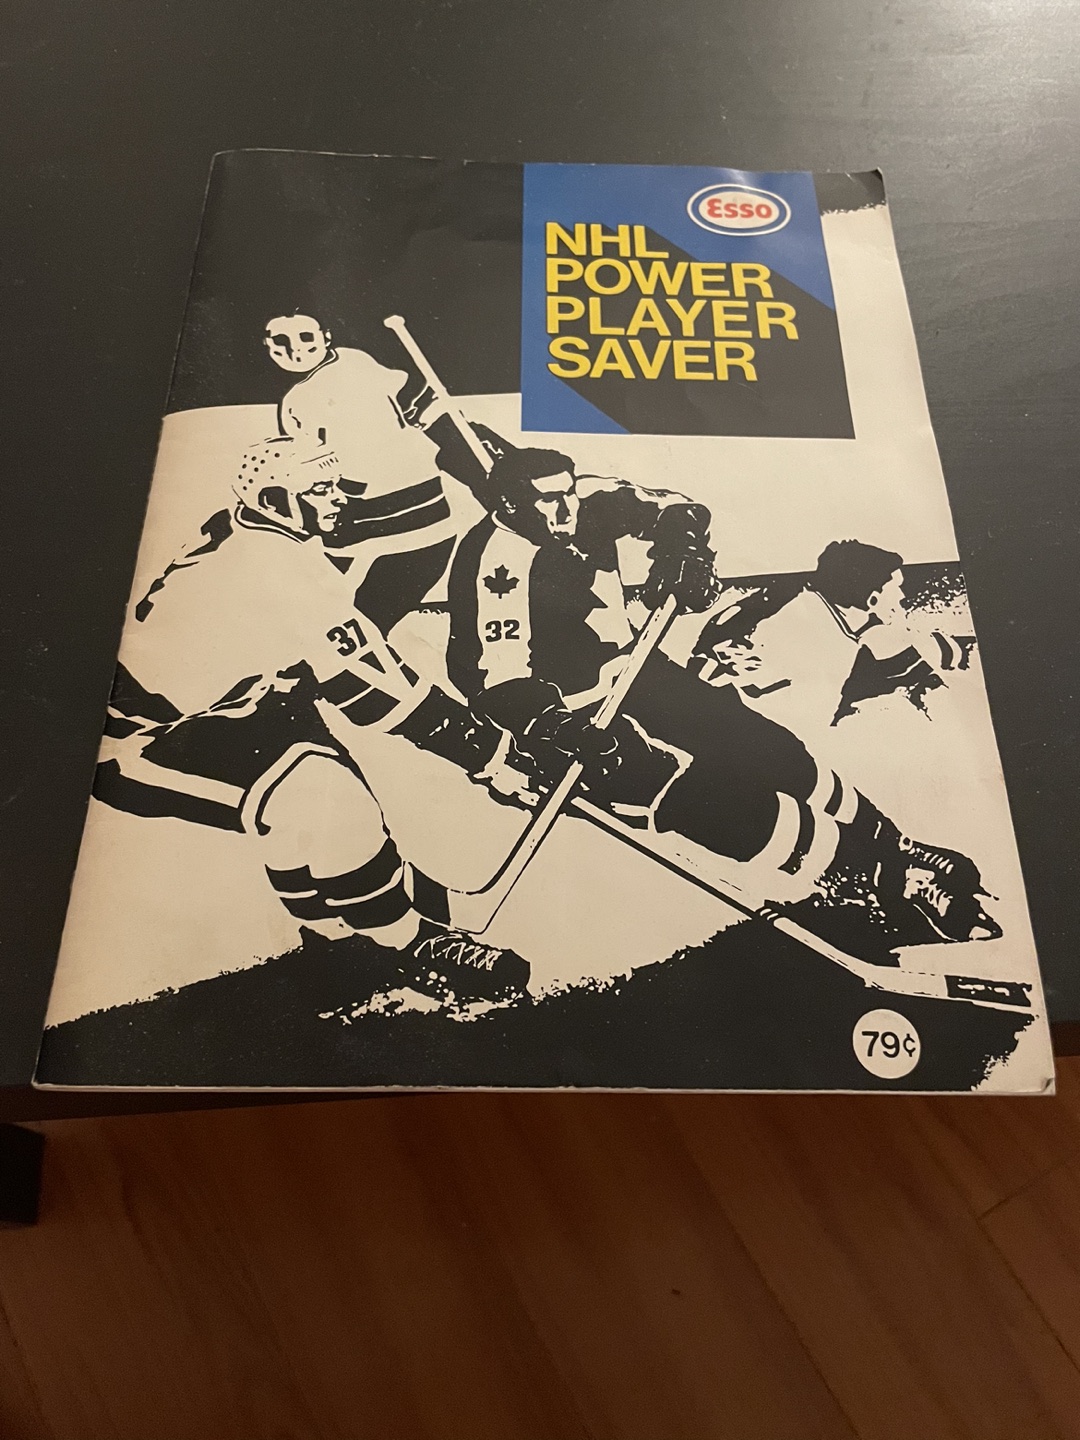 Esso
NHL
POWER
PLAYER
SAVER
37
32
79¢